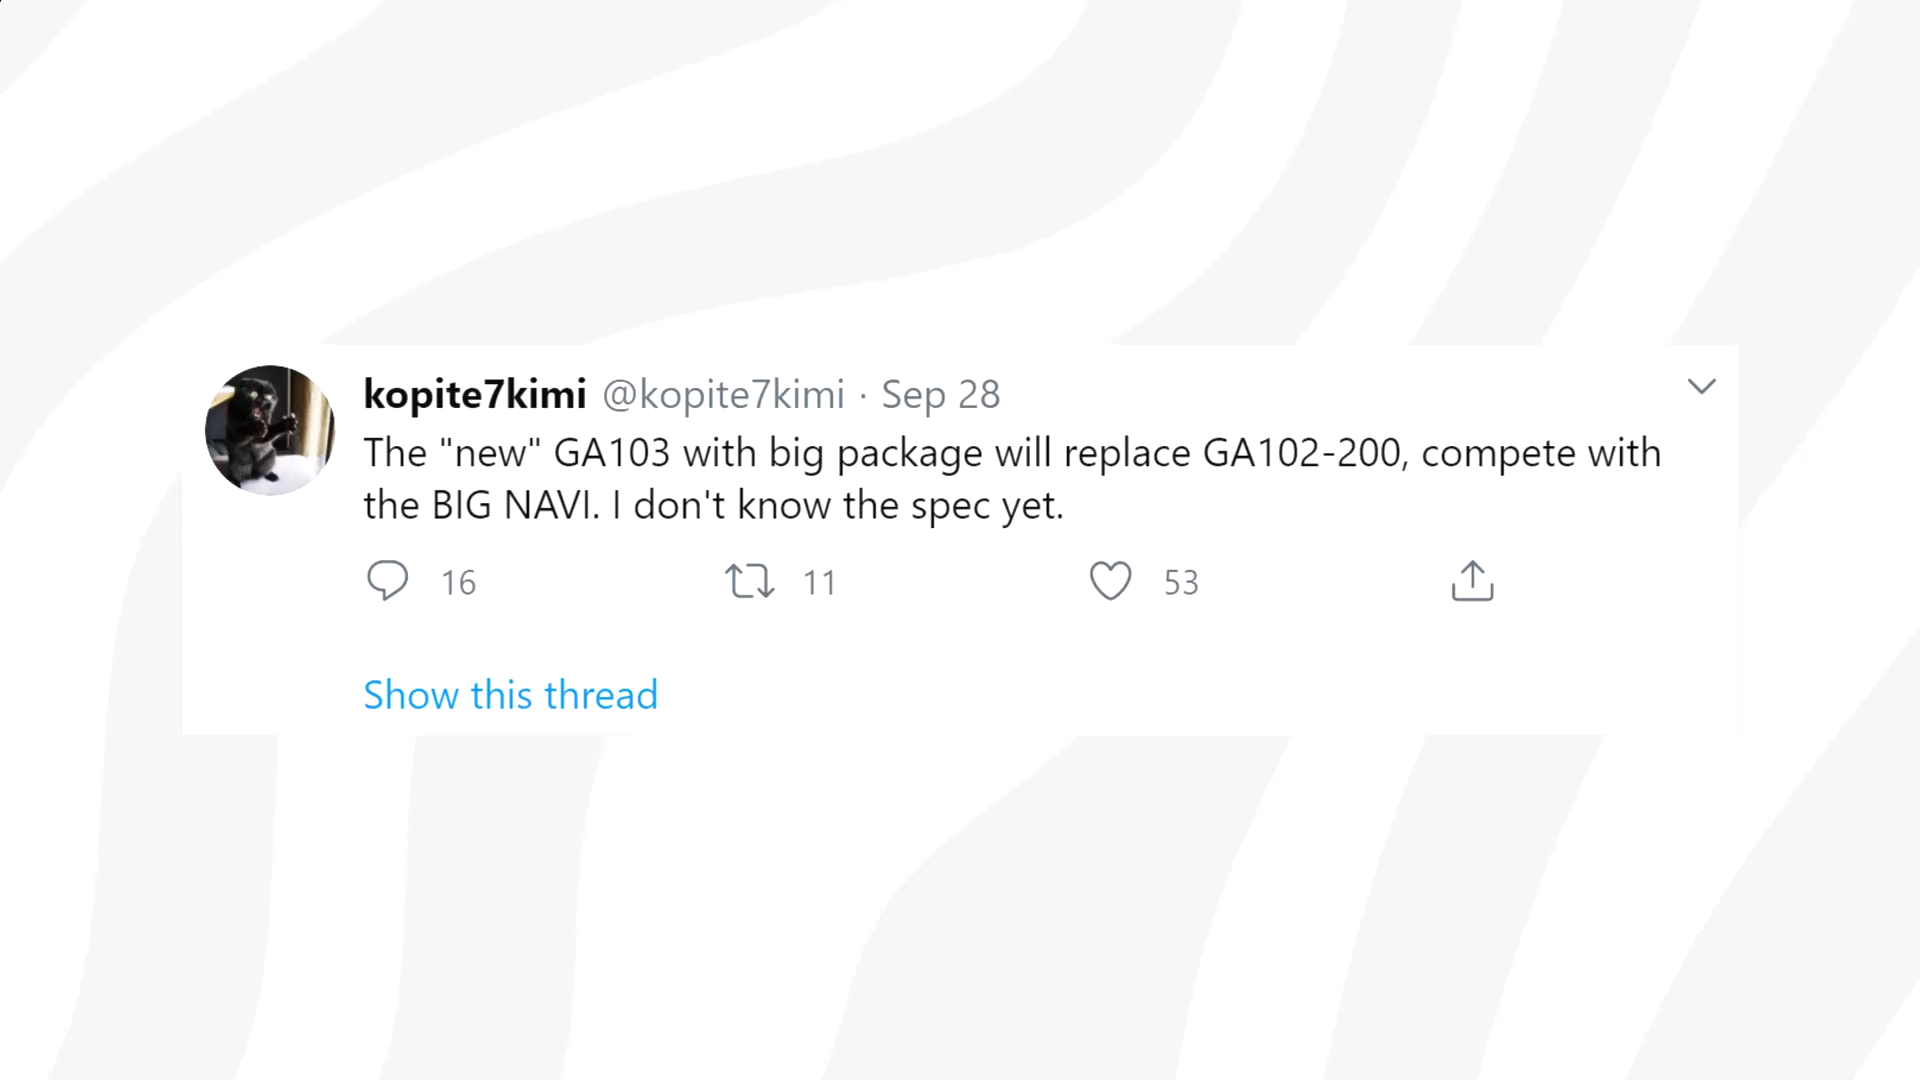 kopite7kimi @kopite7kimi · Sep 28
The "new" GA103 with big package will replace GA102-200, compete with
the BIG NAVI. I don't know the spec yet.
16 11 53
Show this thread